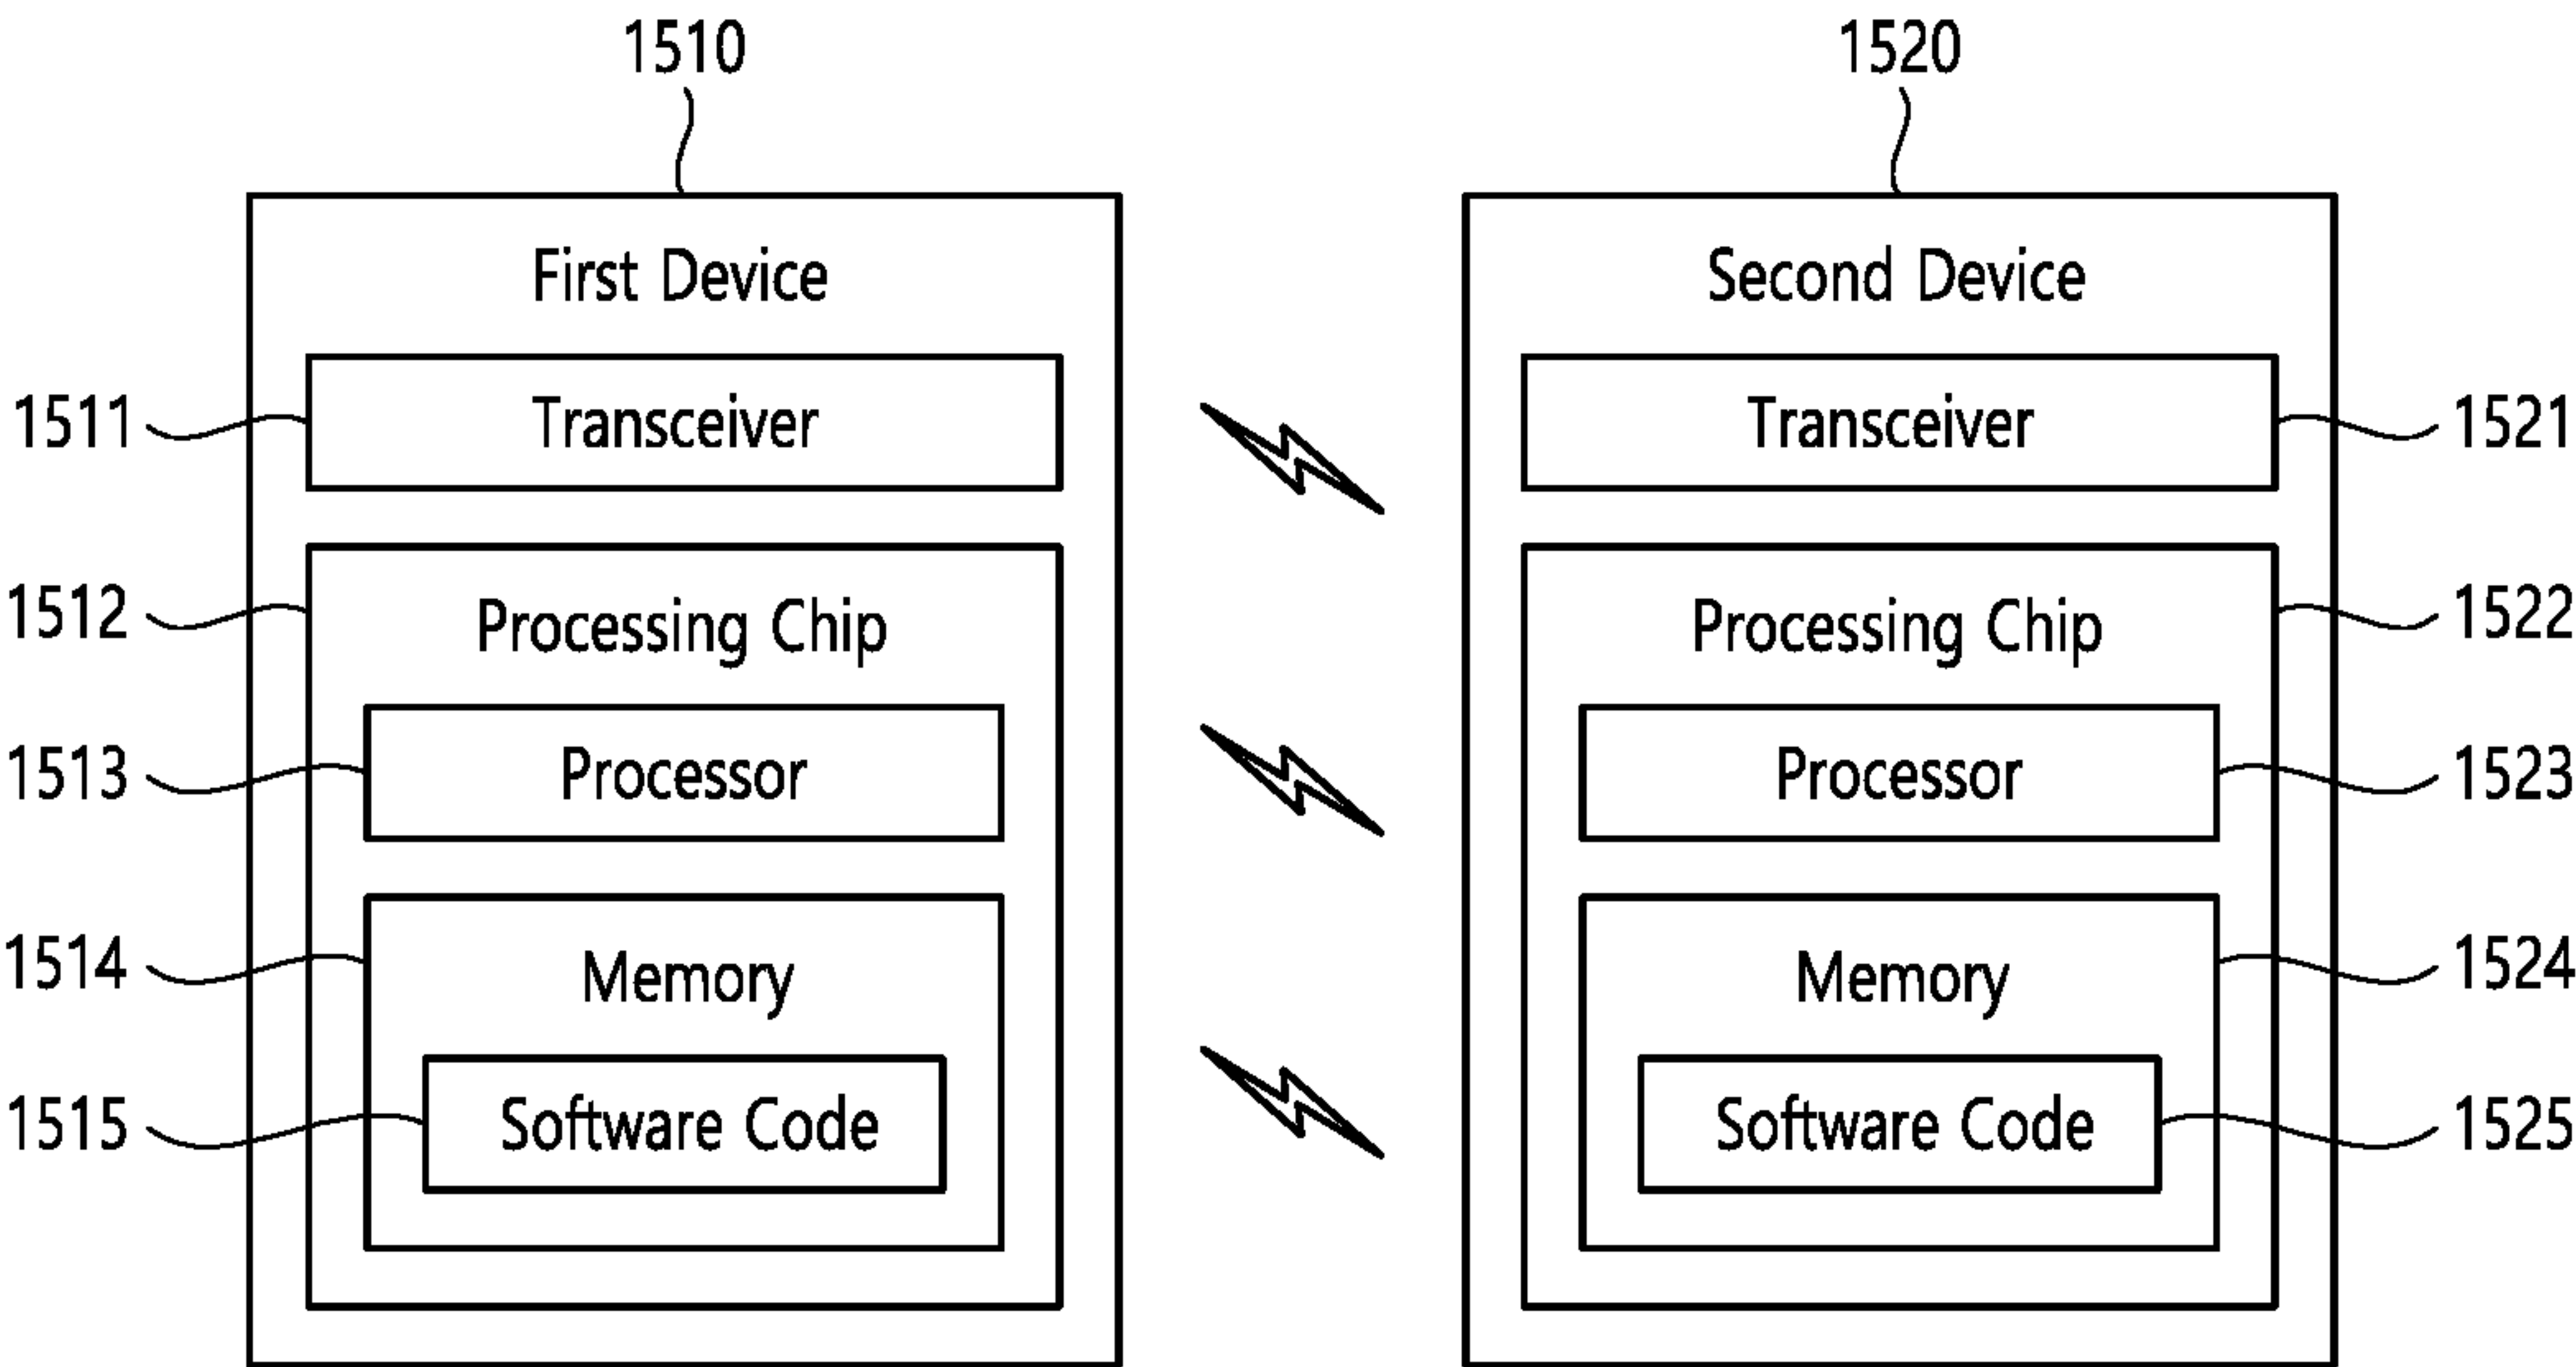 1510
1520
First Device
Second Device
1511
Transceiver
Transceiver
1521
1512
Processing Chip
Processing Chip
1522
1513
Processor
Processor
1523
1514
Memory
Memory
1524
1515
Software Code
Software Code
1525